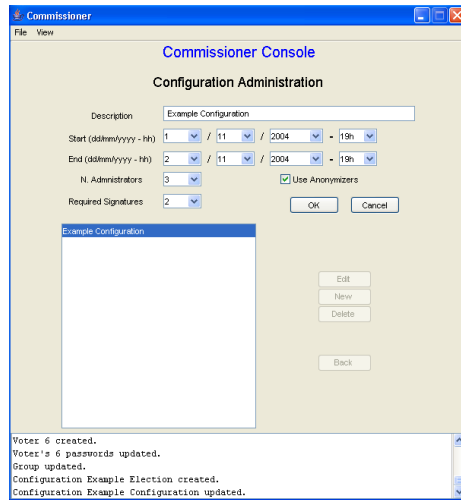 Commissioner
File View
Commissioner Console
Configuration Administration
Description Example Configuration
Start (dd/mm/yyyy - hh) 1 / 11 / 2004 - 19h
End (dd/mm/yyyy - hh) 2 / 11 / 2004 - 19h
N. Administrators 3 Use Anonymizers
Required Signatures 2 OK Cancel
Example Configuration
Edit
New
Delete
Back
Voter 6 created.
Voter's 6 passwords updated.
Group updated.
Configuration Example Election created.
Configuration Example Configuration updated.